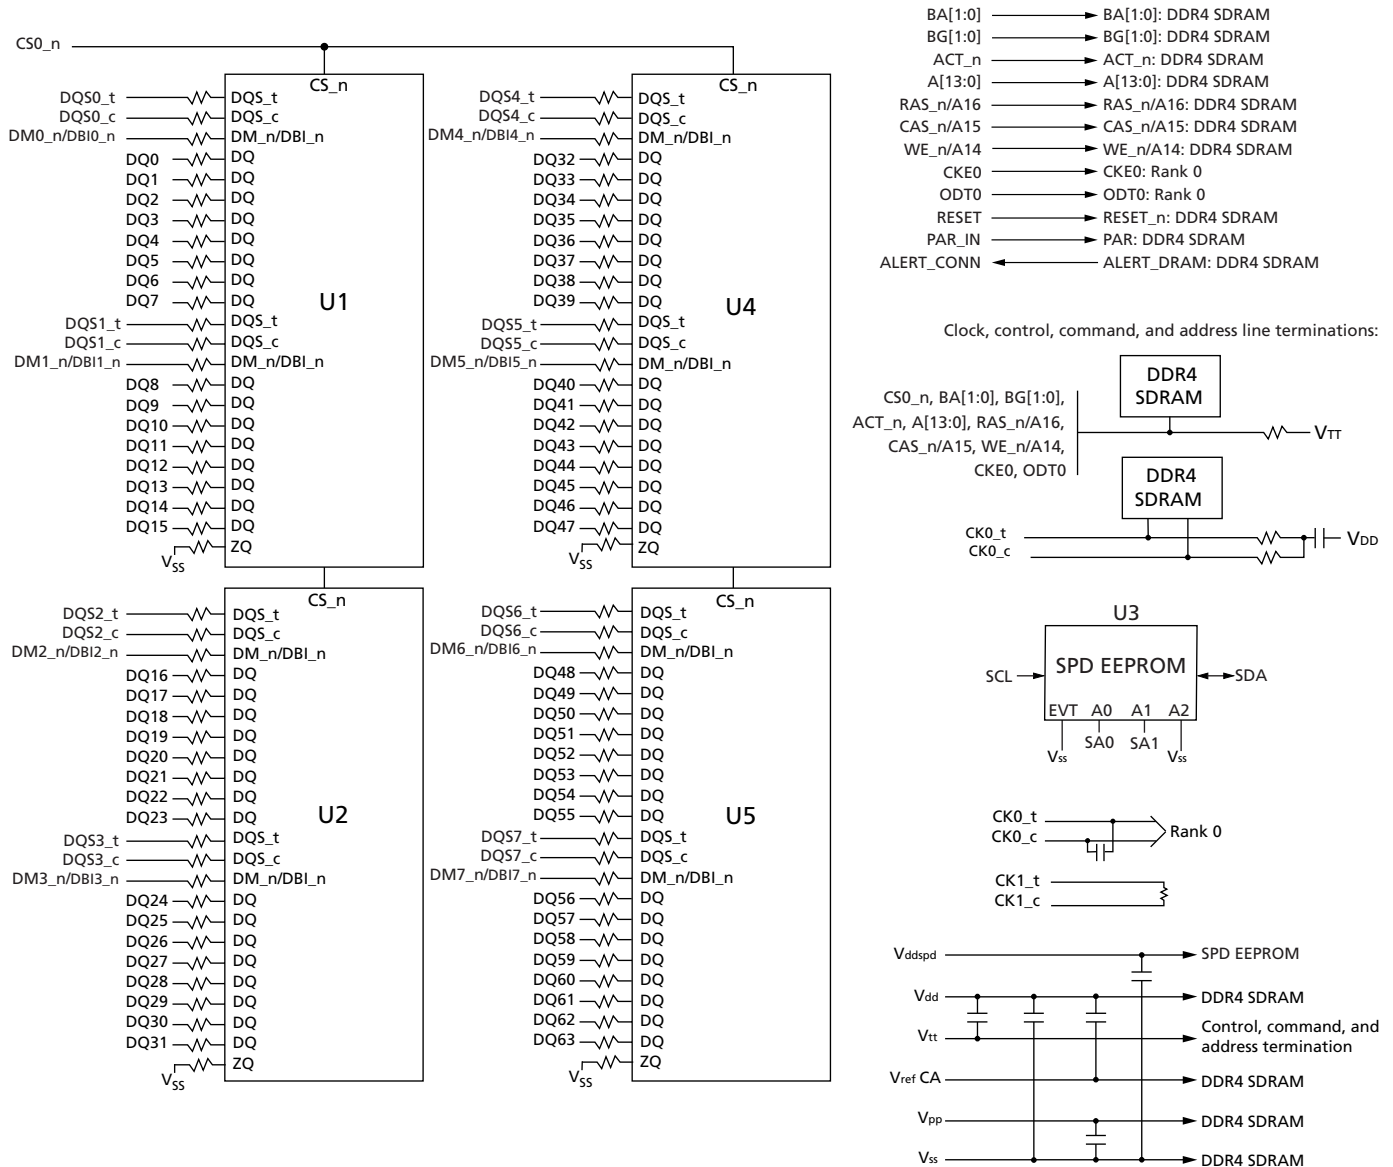 CS0_n
CS_n
DQS0_t DQS_t
DQS0_c DQS_c
DM0_n/DBI0_n DM_n/DBI_n
DQ0 DQ
DQ1 DQ
DQ2 DQ
DQ3 DQ
DQ4 DQ
DQ5 DQ
DQ6 DQ
DQ7 DQ
U1
DQS1_t DQS_t
DQS1_c DQS_c
DM1_n/DBI1_n DM_n/DBI_n
DQ8 DQ
DQ9 DQ
DQ10 DQ
DQ11 DQ
DQ12 DQ
DQ13 DQ
DQ14 DQ
DQ15 DQ
VSS ZQ
CS_n
DQS2_t DQS_t
DQS2_c DQS_c
DM2_n/DBI2_n DM_n/DBI_n
DQ16 DQ
DQ17 DQ
DQ18 DQ
DQ19 DQ
DQ20 DQ
DQ21 DQ
DQ22 DQ
DQ23 DQ
U2
DQS3_t DQS_t
DQS3_c DQS_c
DM3_n/DBI3_n DM_n/DBI_n
DQ24 DQ
DQ25 DQ
DQ26 DQ
DQ27 DQ
DQ28 DQ
DQ29 DQ
DQ30 DQ
DQ31 DQ
VSS ZQ
CS_n
DQS4_t DQS_t
DQS4_c DQS_c
DM4_n/DBI4_n DM_n/DBI_n
DQ32 DQ
DQ33 DQ
DQ34 DQ
DQ35 DQ
DQ36 DQ
DQ37 DQ
DQ38 DQ
DQ39 DQ
U4
DQS5_t DQS_t
DQS5_c DQS_c
DM5_n/DBI5_n DM_n/DBI_n
DQ40 DQ
DQ41 DQ
DQ42 DQ
DQ43 DQ
DQ44 DQ
DQ45 DQ
DQ46 DQ
DQ47 DQ
VSS ZQ
CS_n
DQS6_t DQS_t
DQS6_c DQS_c
DM6_n/DBI6_n DM_n/DBI_n
DQ48 DQ
DQ49 DQ
DQ50 DQ
DQ51 DQ
DQ52 DQ
DQ53 DQ
DQ54 DQ
DQ55 DQ
U5
DQS7_t DQS_t
DQS7_c DQS_c
DM7_n/DBI7_n DM_n/DBI_n
DQ56 DQ
DQ57 DQ
DQ58 DQ
DQ59 DQ
DQ60 DQ
DQ61 DQ
DQ62 DQ
DQ63 DQ
VSS ZQ
BA[1:0] BA[1:0]: DDR4 SDRAM
BG[1:0] BG[1:0]: DDR4 SDRAM
ACT_n ACT_n: DDR4 SDRAM
A[13:0] A[13:0]: DDR4 SDRAM
RAS_n/A16 RAS_n/A16: DDR4 SDRAM
CAS_n/A15 CAS_n/A15: DDR4 SDRAM
WE_n/A14 WE_n/A14: DDR4 SDRAM
CKE0 CKE0: Rank 0
ODT0 ODT0: Rank 0
RESET RESET_n: DDR4 SDRAM
PAR_IN PAR: DDR4 SDRAM
ALERT_CONN ALERT_DRAM: DDR4 SDRAM
Clock, control, command, and address line terminations:
DDR4
SDRAM
CS0_n, BA[1:0], BG[1:0],
ACT_n, A[13:0], RAS_n/A16,
CAS_n/A15, WE_n/A14,
CKE0, ODT0
VTT
DDR4
SDRAM
CK0_t
CK0_c
VDD
U3
SPD EEPROM
SCL SDA
EVT A0 A1 A2
Vss SA0 SA1 Vss
CK0_t
CK0_c
Rank 0
CK1_t
CK1_c
Vddspd SPD EEPROM
Vdd DDR4 SDRAM
Vtt Control, command, and
address termination
Vref CA DDR4 SDRAM
Vpp DDR4 SDRAM
Vss DDR4 SDRAM